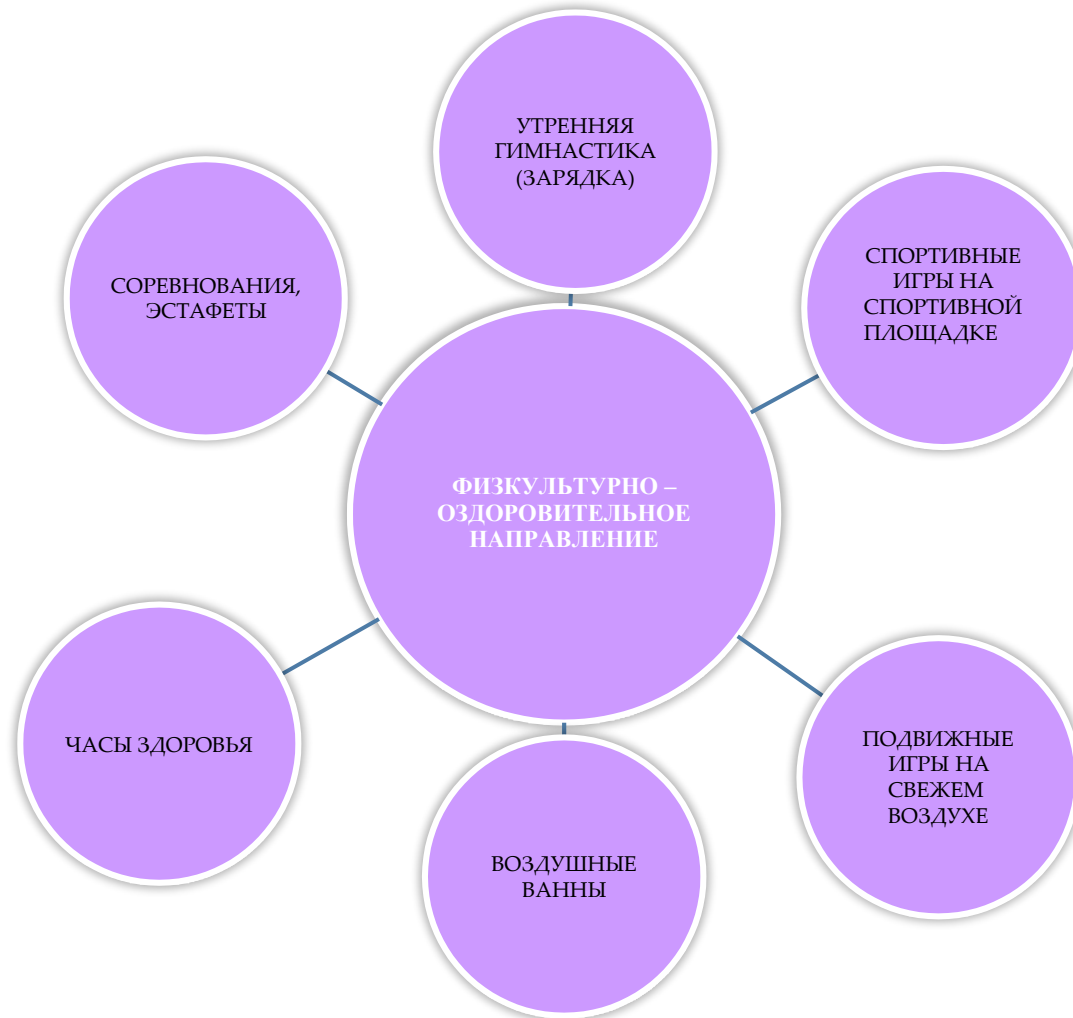 УТРЕННЯЯ
ГИМНАСТИКА
(ЗАРЯДКА)
СПОРТИВНЫЕ
ИГРЫ НА
СПОРТИВНОЙ
ПЛОЩАДКЕ
СОРЕВНОВАНИЯ,
ЭСТАФЕТЫ
ФИЗКУЛЬТУРНО –
ОЗДОРОВИТЕЛЬНОЕ
НАПРАВЛЕНИЕ
ЧАСЫ ЗДОРОВЬЯ
ПОДВИЖНЫЕ
ИГРЫ НА
СВЕЖЕМ
ВОЗДУХЕ
ВОЗДУШНЫЕ
ВАННЫ